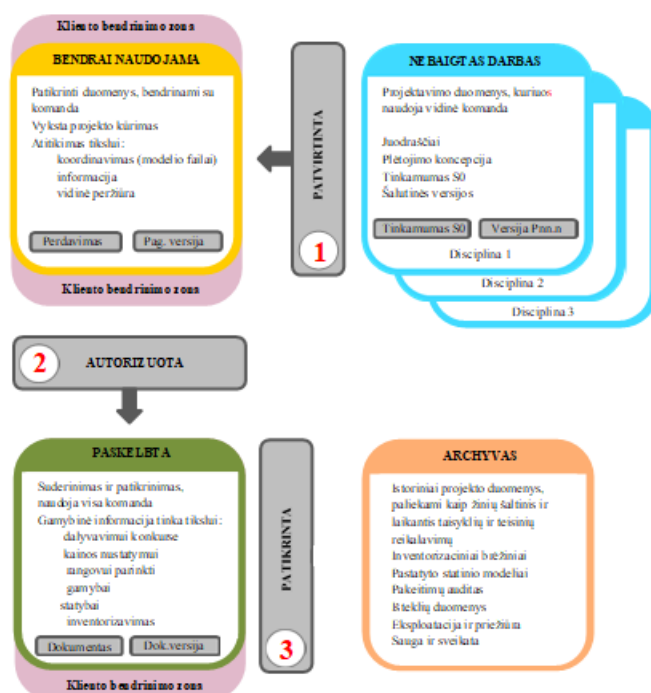 Kliento bendrinimo zona
BENDRAI NAUDOJAMA
Patikrinti duomenys, bendrinami su
komanda
Vyksta projekto kūrimas
Atitikimas tikslui:
koordinavimas (modelio failai)
informacija
vidinė peržiūra
Perdavimas
Pag. versija
Kliento bendrinimo zona
PATVIRTINTA
1
NEBAIGTAS DARBAS
Projektavimo duomenys, kuriuos
naudoja vidinė komanda
Juodraščiai
Plėtojimo koncepcija
Tinkamumas S0
Šalutinės versijos
Tinkamumas S0
Versija Pnn.n
Disciplina 1
Disciplina 2
Disciplina 3
2
AUTORIZUOTA
PASKELBTA
Suderinimas ir patikrinimas,
naudoja visa komanda
Gamybinė informacija tinka tikslui:
dalyvavimui konkurse
kainos nustatymui
rangovui parinkti
gamybai
statybai
inventorizavimas
Dokumentas
Dok.versija
Kliento bendrinimo zona
PATIKRINTA
3
ARCHYVAS
Istoriniai projekto duomenys,
paliekami kaip žinių šaltinis ir
laikantis taisyklių ir teisinių
reikalavimų
Inventorizaciniai brėžiniai
Pastatyto statinio modeliai
Pakeitimų auditas
Išteklių duomenys
Eksploatacija ir priežiūra
Sauga ir sveikata